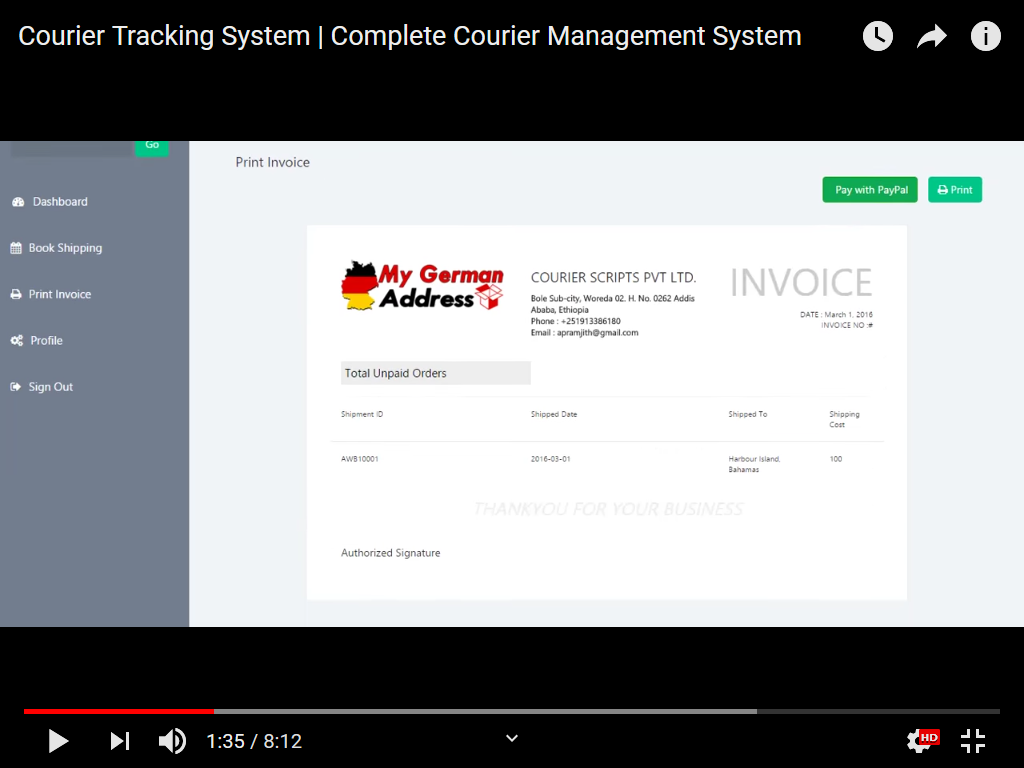 Courier Tracking System | Complete Courier Management System
Go
Print Invoice
Pay with PayPal
Print
Dashboard
Book Shipping
Print Invoice
Profile
Sign Out
My German
Address
COURIER SCRIPTS PVT LTD.
Bole Sub-city, Woreda 02. H. No. 0262 Addis
Ababa, Ethiopia
Phone : +251913386180
Email : apramjith@gmail.com
INVOICE
DATE : March 1, 2016
INVOICE NO :#
Total Unpaid Orders
Shipment ID Shipped Date Shipped To Shipping
Cost
AWB10001 2016-03-01 Harbour Island, 100
Bahamas
THANKYOU FOR YOUR BUSINESS
Authorized Signature
1:35 / 8:12
HD